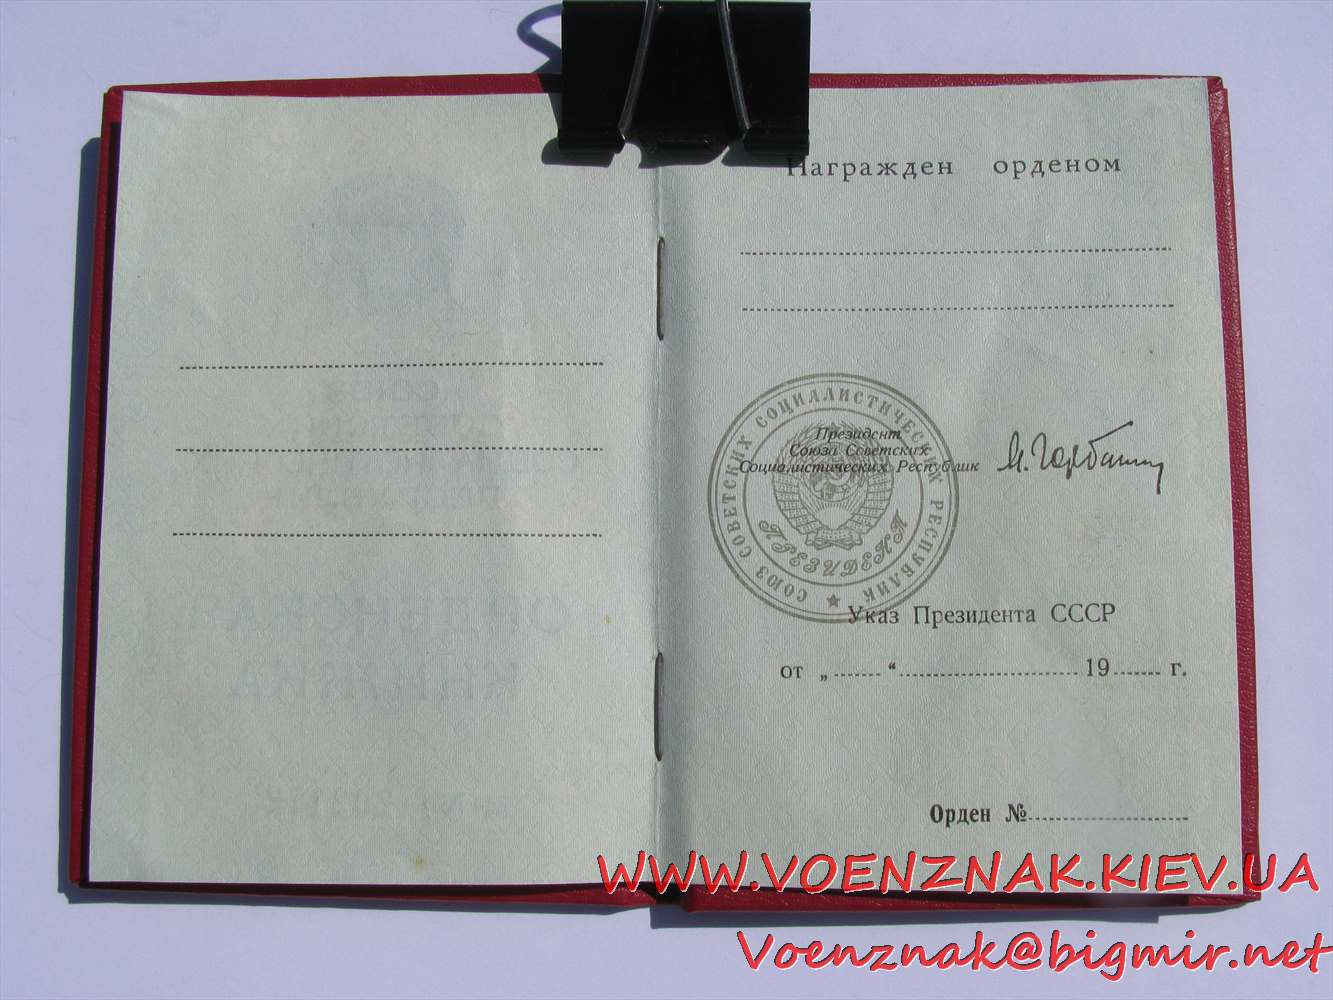 Награжден орденом
СОЮЗ СОВЕТСКИХ СОЦИАЛИСТИЧЕСКИХ РЕСПУБЛИК
Президент
Союза Советских
Социалистических Республик
М. Горбачев
ПРЕЗИДЕНТ
Указ Президента СССР
от „ “ 19 г.
Орден №
WWW.VOENZNAK.KIEV.UA
Voenznak@bigmir.net